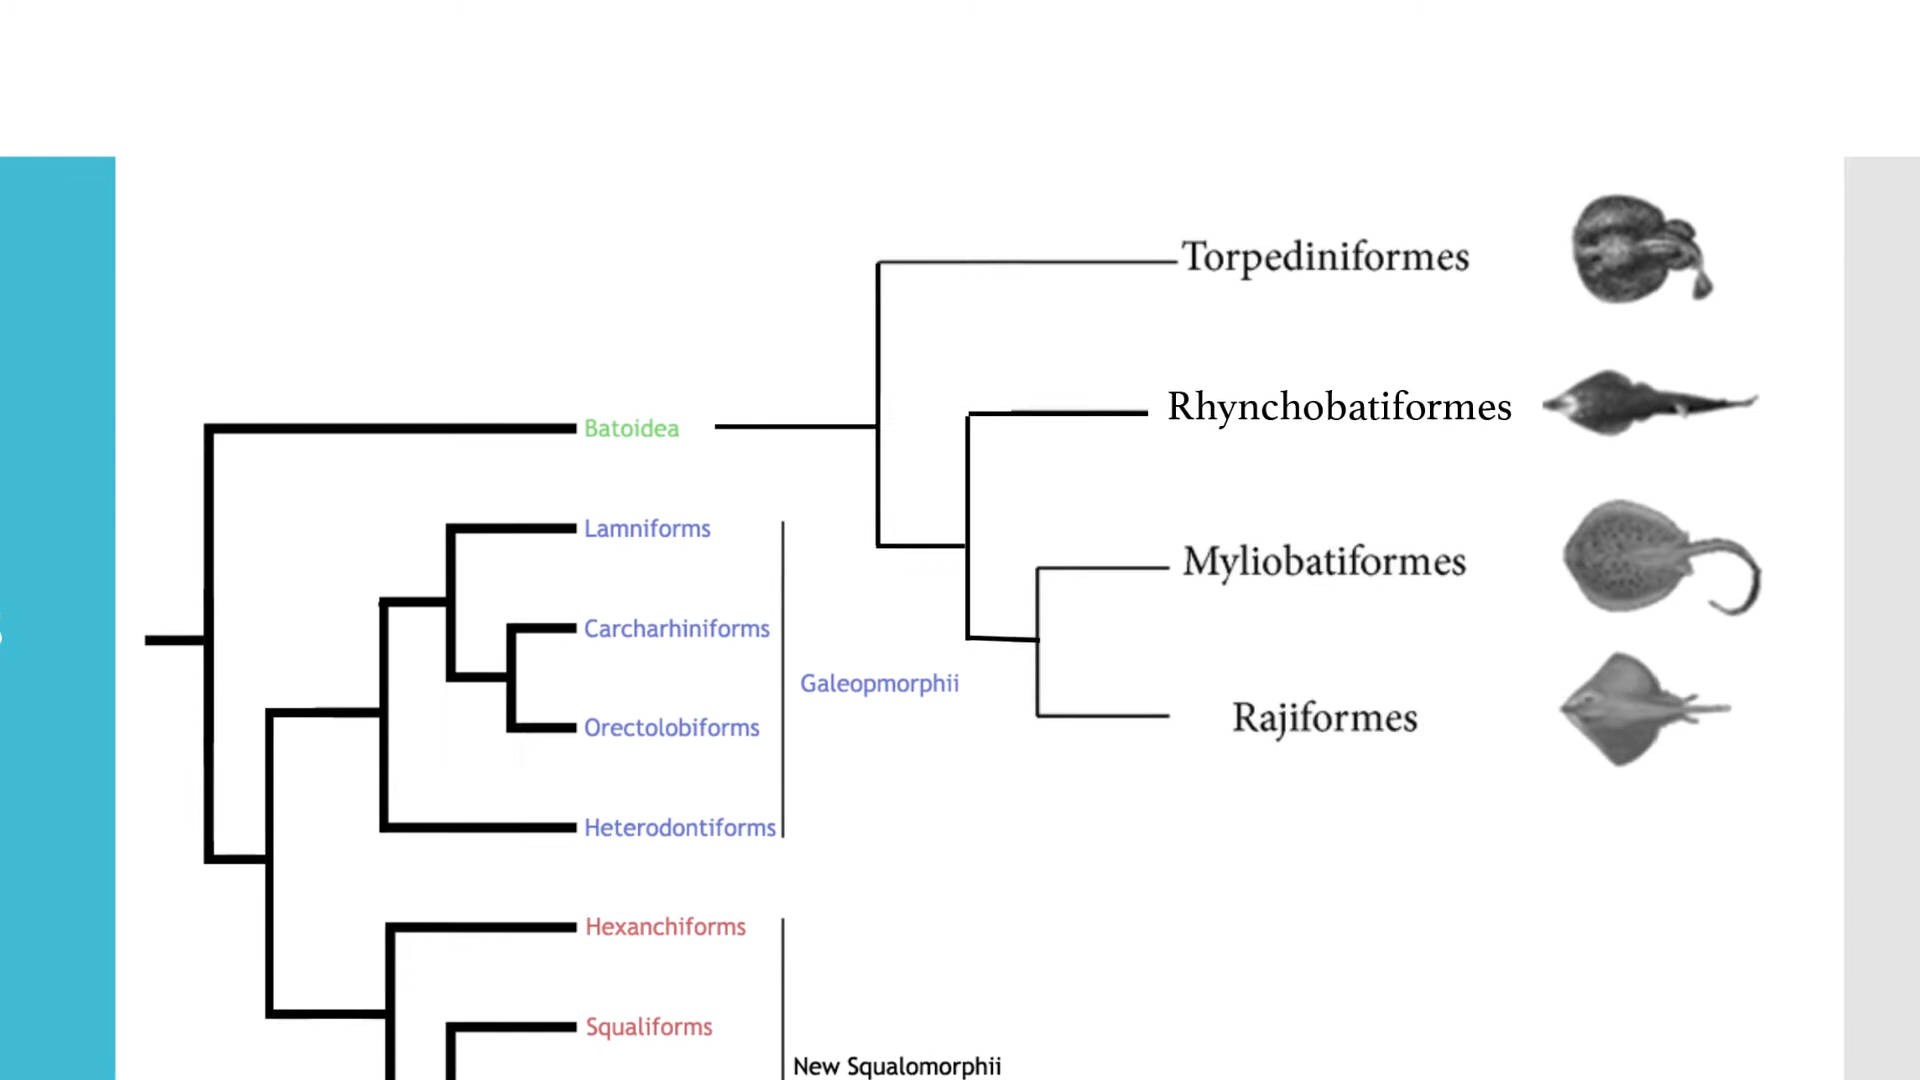 Torpediniformes
Rhynchobatiformes
Batoidea
Lamniforms
Myliobatiformes
Carcharhiniforms
Galeopmorphii
Orectolobiforms
Rajiformes
Heterodontiforms
Hexanchiforms
Squaliforms
New Squalomorphii